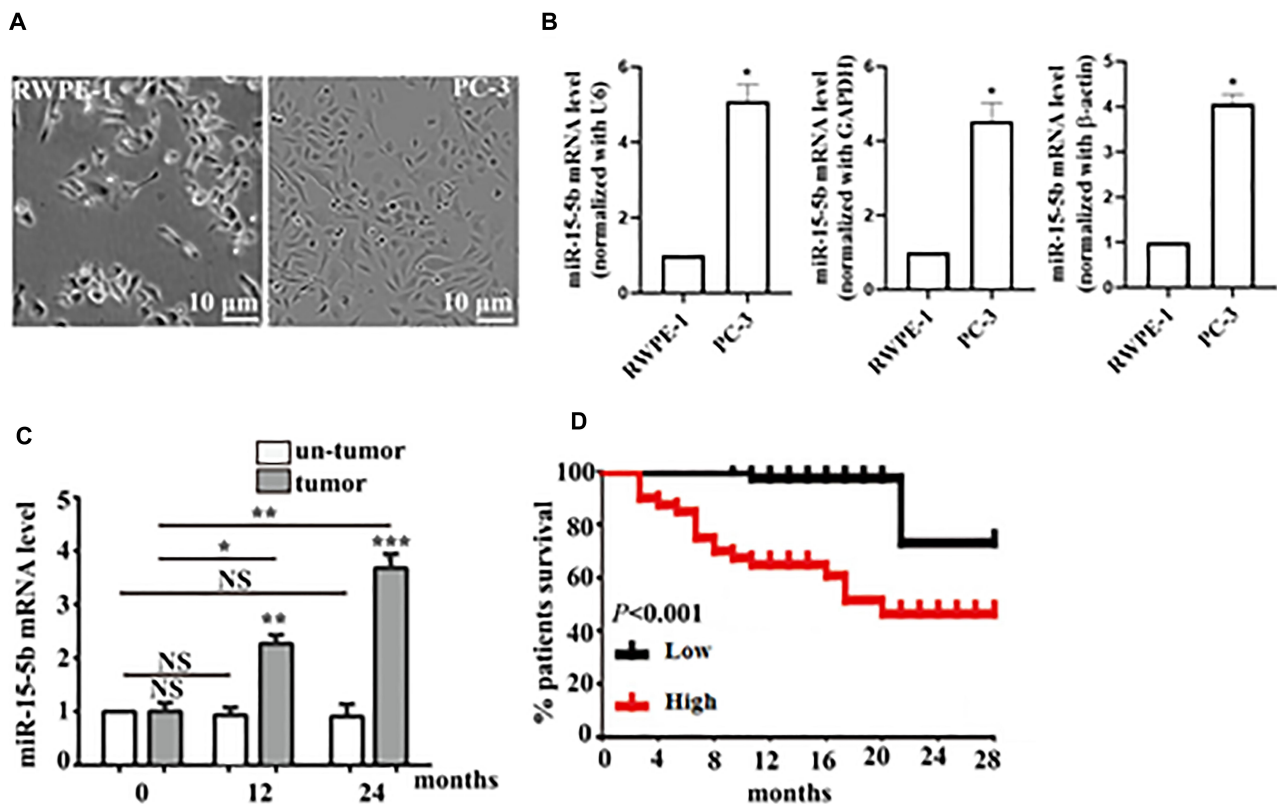 A
RWPE-1
10 μm
PC-3
10 μm
B
miR-15-5b mRNA level
(normalized with U6)
6
4
2
0
RWPE-1
PC-3
*
miR-15-5b mRNA level
(normalized with GAPDH)
6
4
2
0
RWPE-1
PC-3
*
miR-15-5b mRNA level
(normalized with β-actin)
5
4
3
2
1
0
RWPE-1
PC-3
*
C
un-tumor
tumor
miR-15-5b mRNA level
5
4
3
2
1
0
**
*
***
NS
**
NS
NS
0
12
24
months
D
% patients survival
100
80
60
40
20
0
P<0.001
Low
High
0
4
8
12
16
20
24
28
months